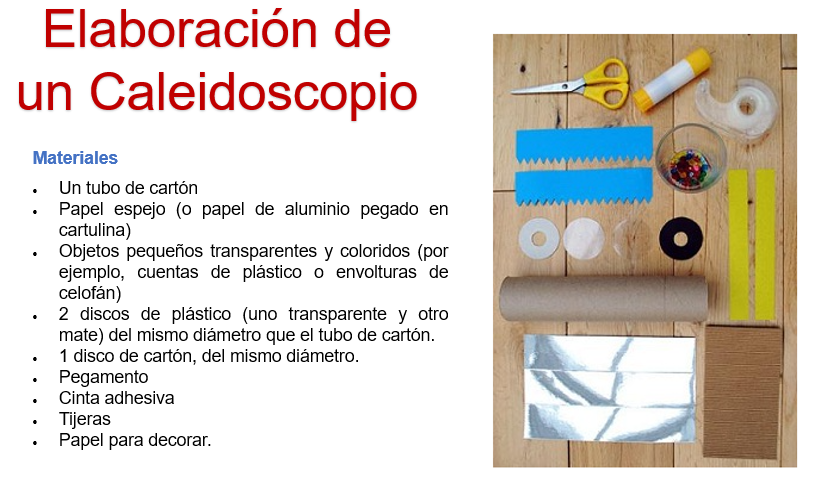 Elaboración de
un Caleidoscopio
Materiales
• Un tubo de cartón
• Papel espejo (o papel de aluminio pegado en
cartulina)
• Objetos pequeños transparentes y coloridos (por
ejemplo, cuentas de plástico o envolturas de
celofán)
• 2 discos de plástico (uno transparente y otro
mate) del mismo diámetro que el tubo de cartón.
• 1 disco de cartón, del mismo diámetro.
• Pegamento
• Cinta adhesiva
• Tijeras
• Papel para decorar.